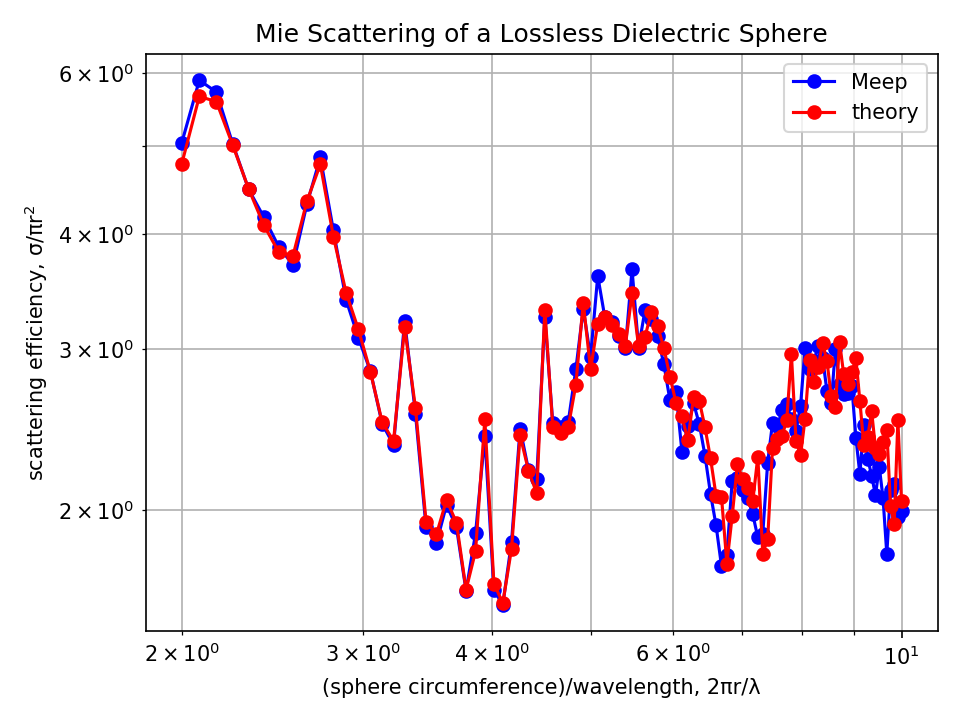 Mie Scattering of a Lossless Dielectric Sphere
Meep
theory
6 × 10⁰
4 × 10⁰
3 × 10⁰
2 × 10⁰
scattering efficiency, σ/πr²
2 × 10⁰
3 × 10⁰
4 × 10⁰
6 × 10⁰
10¹
(sphere circumference)/wavelength, 2πr/λ